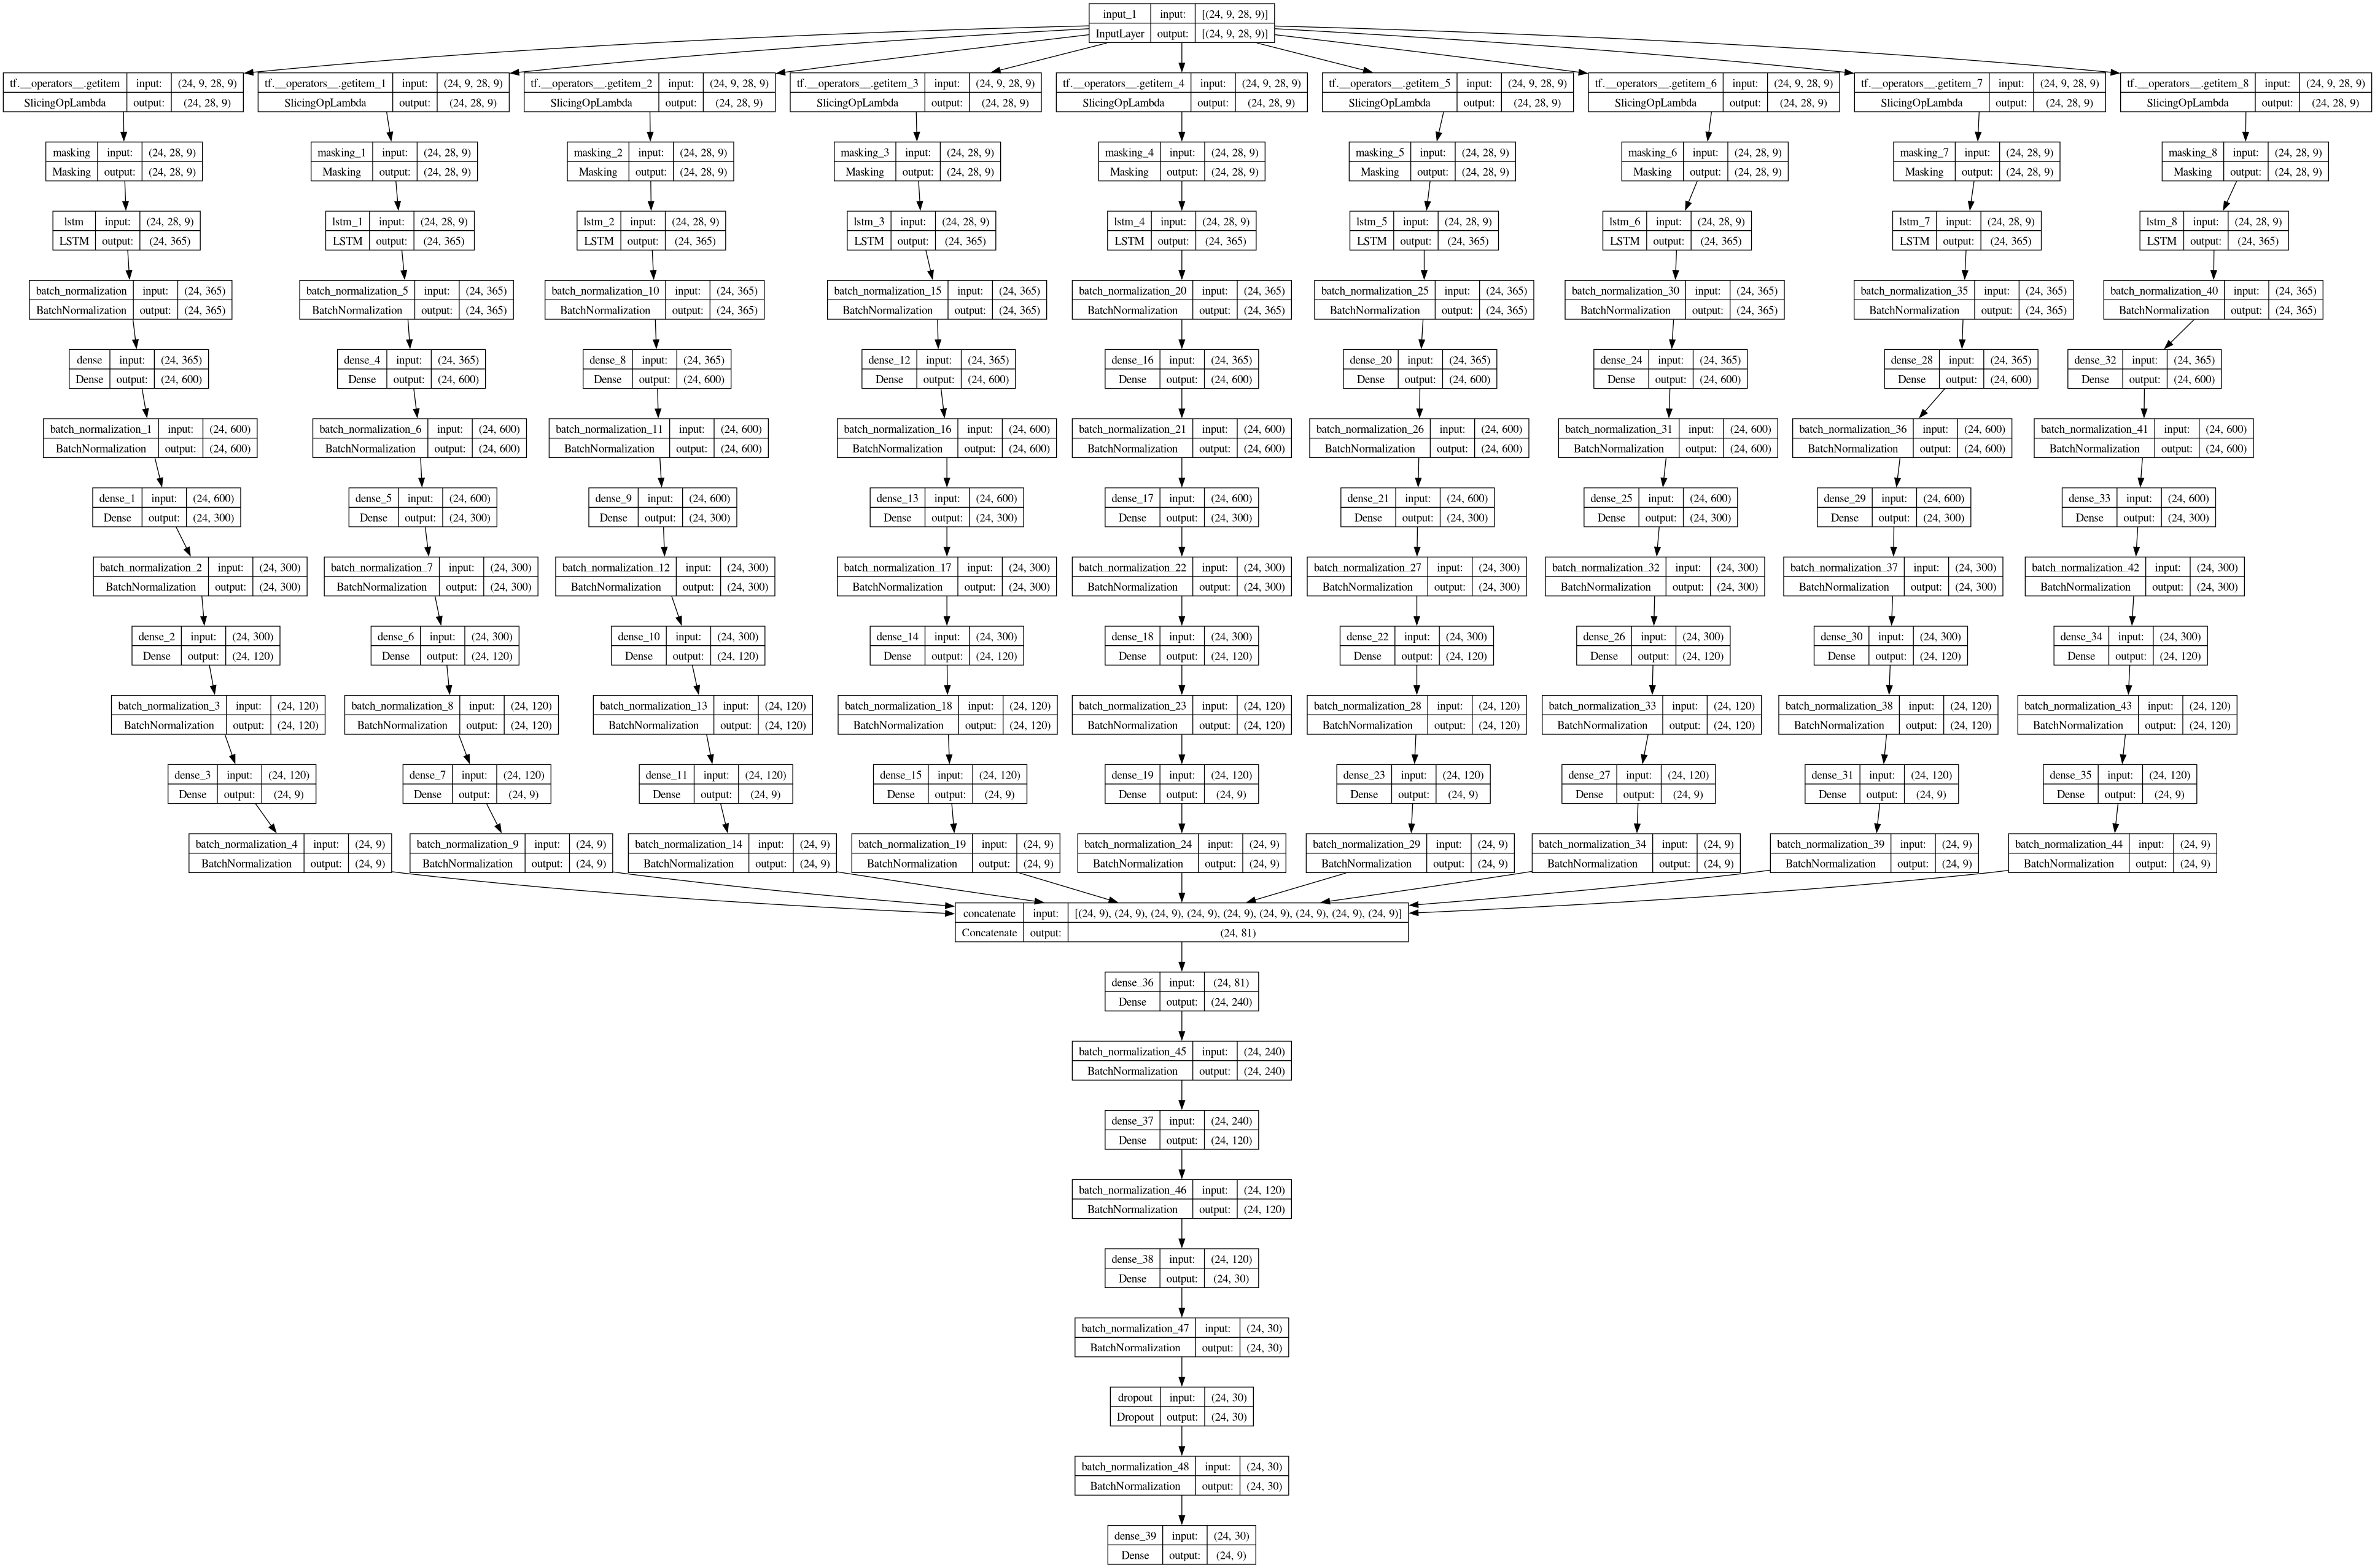 input_1 input: [(24, 9, 28, 9)]
InputLayer output: [(24, 9, 28, 9)]
tf.__operators__.getitem input: (24, 9, 28, 9)
SlicingOpLambda output: (24, 28, 9)
tf.__operators__.getitem_1 input: (24, 9, 28, 9)
SlicingOpLambda output: (24, 28, 9)
tf.__operators__.getitem_2 input: (24, 9, 28, 9)
SlicingOpLambda output: (24, 28, 9)
tf.__operators__.getitem_3 input: (24, 9, 28, 9)
SlicingOpLambda output: (24, 28, 9)
tf.__operators__.getitem_4 input: (24, 9, 28, 9)
SlicingOpLambda output: (24, 28, 9)
tf.__operators__.getitem_5 input: (24, 9, 28, 9)
SlicingOpLambda output: (24, 28, 9)
tf.__operators__.getitem_6 input: (24, 9, 28, 9)
SlicingOpLambda output: (24, 28, 9)
tf.__operators__.getitem_7 input: (24, 9, 28, 9)
SlicingOpLambda output: (24, 28, 9)
tf.__operators__.getitem_8 input: (24, 9, 28, 9)
SlicingOpLambda output: (24, 28, 9)
masking input: (24, 28, 9)
Masking output: (24, 28, 9)
masking_1 input: (24, 28, 9)
Masking output: (24, 28, 9)
masking_2 input: (24, 28, 9)
Masking output: (24, 28, 9)
masking_3 input: (24, 28, 9)
Masking output: (24, 28, 9)
masking_4 input: (24, 28, 9)
Masking output: (24, 28, 9)
masking_5 input: (24, 28, 9)
Masking output: (24, 28, 9)
masking_6 input: (24, 28, 9)
Masking output: (24, 28, 9)
masking_7 input: (24, 28, 9)
Masking output: (24, 28, 9)
masking_8 input: (24, 28, 9)
Masking output: (24, 28, 9)
lstm input: (24, 28, 9)
LSTM output: (24, 365)
lstm_1 input: (24, 28, 9)
LSTM output: (24, 365)
lstm_2 input: (24, 28, 9)
LSTM output: (24, 365)
lstm_3 input: (24, 28, 9)
LSTM output: (24, 365)
lstm_4 input: (24, 28, 9)
LSTM output: (24, 365)
lstm_5 input: (24, 28, 9)
LSTM output: (24, 365)
lstm_6 input: (24, 28, 9)
LSTM output: (24, 365)
lstm_7 input: (24, 28, 9)
LSTM output: (24, 365)
lstm_8 input: (24, 28, 9)
LSTM output: (24, 365)
batch_normalization input: (24, 365)
BatchNormalization output: (24, 365)
batch_normalization_5 input: (24, 365)
BatchNormalization output: (24, 365)
batch_normalization_10 input: (24, 365)
BatchNormalization output: (24, 365)
batch_normalization_15 input: (24, 365)
BatchNormalization output: (24, 365)
batch_normalization_20 input: (24, 365)
BatchNormalization output: (24, 365)
batch_normalization_25 input: (24, 365)
BatchNormalization output: (24, 365)
batch_normalization_30 input: (24, 365)
BatchNormalization output: (24, 365)
batch_normalization_35 input: (24, 365)
BatchNormalization output: (24, 365)
batch_normalization_40 input: (24, 365)
BatchNormalization output: (24, 365)
dense input: (24, 365)
Dense output: (24, 600)
dense_4 input: (24, 365)
Dense output: (24, 600)
dense_8 input: (24, 365)
Dense output: (24, 600)
dense_12 input: (24, 365)
Dense output: (24, 600)
dense_16 input: (24, 365)
Dense output: (24, 600)
dense_20 input: (24, 365)
Dense output: (24, 600)
dense_24 input: (24, 365)
Dense output: (24, 600)
dense_28 input: (24, 365)
Dense output: (24, 600)
dense_32 input: (24, 365)
Dense output: (24, 600)
batch_normalization_1 input: (24, 600)
BatchNormalization output: (24, 600)
batch_normalization_6 input: (24, 600)
BatchNormalization output: (24, 600)
batch_normalization_11 input: (24, 600)
BatchNormalization output: (24, 600)
batch_normalization_16 input: (24, 600)
BatchNormalization output: (24, 600)
batch_normalization_21 input: (24, 600)
BatchNormalization output: (24, 600)
batch_normalization_26 input: (24, 600)
BatchNormalization output: (24, 600)
batch_normalization_31 input: (24, 600)
BatchNormalization output: (24, 600)
batch_normalization_36 input: (24, 600)
BatchNormalization output: (24, 600)
batch_normalization_41 input: (24, 600)
BatchNormalization output: (24, 600)
dense_1 input: (24, 600)
Dense output: (24, 300)
dense_5 input: (24, 600)
Dense output: (24, 300)
dense_9 input: (24, 600)
Dense output: (24, 300)
dense_13 input: (24, 600)
Dense output: (24, 300)
dense_17 input: (24, 600)
Dense output: (24, 300)
dense_21 input: (24, 600)
Dense output: (24, 300)
dense_25 input: (24, 600)
Dense output: (24, 300)
dense_29 input: (24, 600)
Dense output: (24, 300)
dense_33 input: (24, 600)
Dense output: (24, 300)
batch_normalization_2 input: (24, 300)
BatchNormalization output: (24, 300)
batch_normalization_7 input: (24, 300)
BatchNormalization output: (24, 300)
batch_normalization_12 input: (24, 300)
BatchNormalization output: (24, 300)
batch_normalization_17 input: (24, 300)
BatchNormalization output: (24, 300)
batch_normalization_22 input: (24, 300)
BatchNormalization output: (24, 300)
batch_normalization_27 input: (24, 300)
BatchNormalization output: (24, 300)
batch_normalization_32 input: (24, 300)
BatchNormalization output: (24, 300)
batch_normalization_37 input: (24, 300)
BatchNormalization output: (24, 300)
batch_normalization_42 input: (24, 300)
BatchNormalization output: (24, 300)
dense_2 input: (24, 300)
Dense output: (24, 120)
dense_6 input: (24, 300)
Dense output: (24, 120)
dense_10 input: (24, 300)
Dense output: (24, 120)
dense_14 input: (24, 300)
Dense output: (24, 120)
dense_18 input: (24, 300)
Dense output: (24, 120)
dense_22 input: (24, 300)
Dense output: (24, 120)
dense_26 input: (24, 300)
Dense output: (24, 120)
dense_30 input: (24, 300)
Dense output: (24, 120)
dense_34 input: (24, 300)
Dense output: (24, 120)
batch_normalization_3 input: (24, 120)
BatchNormalization output: (24, 120)
batch_normalization_8 input: (24, 120)
BatchNormalization output: (24, 120)
batch_normalization_13 input: (24, 120)
BatchNormalization output: (24, 120)
batch_normalization_18 input: (24, 120)
BatchNormalization output: (24, 120)
batch_normalization_23 input: (24, 120)
BatchNormalization output: (24, 120)
batch_normalization_28 input: (24, 120)
BatchNormalization output: (24, 120)
batch_normalization_33 input: (24, 120)
BatchNormalization output: (24, 120)
batch_normalization_38 input: (24, 120)
BatchNormalization output: (24, 120)
batch_normalization_43 input: (24, 120)
BatchNormalization output: (24, 120)
dense_3 input: (24, 120)
Dense output: (24, 9)
dense_7 input: (24, 120)
Dense output: (24, 9)
dense_11 input: (24, 120)
Dense output: (24, 9)
dense_15 input: (24, 120)
Dense output: (24, 9)
dense_19 input: (24, 120)
Dense output: (24, 9)
dense_23 input: (24, 120)
Dense output: (24, 9)
dense_27 input: (24, 120)
Dense output: (24, 9)
dense_31 input: (24, 120)
Dense output: (24, 9)
dense_35 input: (24, 120)
Dense output: (24, 9)
batch_normalization_4 input: (24, 9)
BatchNormalization output: (24, 9)
batch_normalization_9 input: (24, 9)
BatchNormalization output: (24, 9)
batch_normalization_14 input: (24, 9)
BatchNormalization output: (24, 9)
batch_normalization_19 input: (24, 9)
BatchNormalization output: (24, 9)
batch_normalization_24 input: (24, 9)
BatchNormalization output: (24, 9)
batch_normalization_29 input: (24, 9)
BatchNormalization output: (24, 9)
batch_normalization_34 input: (24, 9)
BatchNormalization output: (24, 9)
batch_normalization_39 input: (24, 9)
BatchNormalization output: (24, 9)
batch_normalization_44 input: (24, 9)
BatchNormalization output: (24, 9)
concatenate input: [(24, 9), (24, 9), (24, 9), (24, 9), (24, 9), (24, 9), (24, 9), (24, 9), (24, 9)]
Concatenate output: (24, 81)
dense_36 input: (24, 81)
Dense output: (24, 240)
batch_normalization_45 input: (24, 240)
BatchNormalization output: (24, 240)
dense_37 input: (24, 240)
Dense output: (24, 120)
batch_normalization_46 input: (24, 120)
BatchNormalization output: (24, 120)
dense_38 input: (24, 120)
Dense output: (24, 30)
batch_normalization_47 input: (24, 30)
BatchNormalization output: (24, 30)
dropout input: (24, 30)
Dropout output: (24, 30)
batch_normalization_48 input: (24, 30)
BatchNormalization output: (24, 30)
dense_39 input: (24, 30)
Dense output: (24, 9)